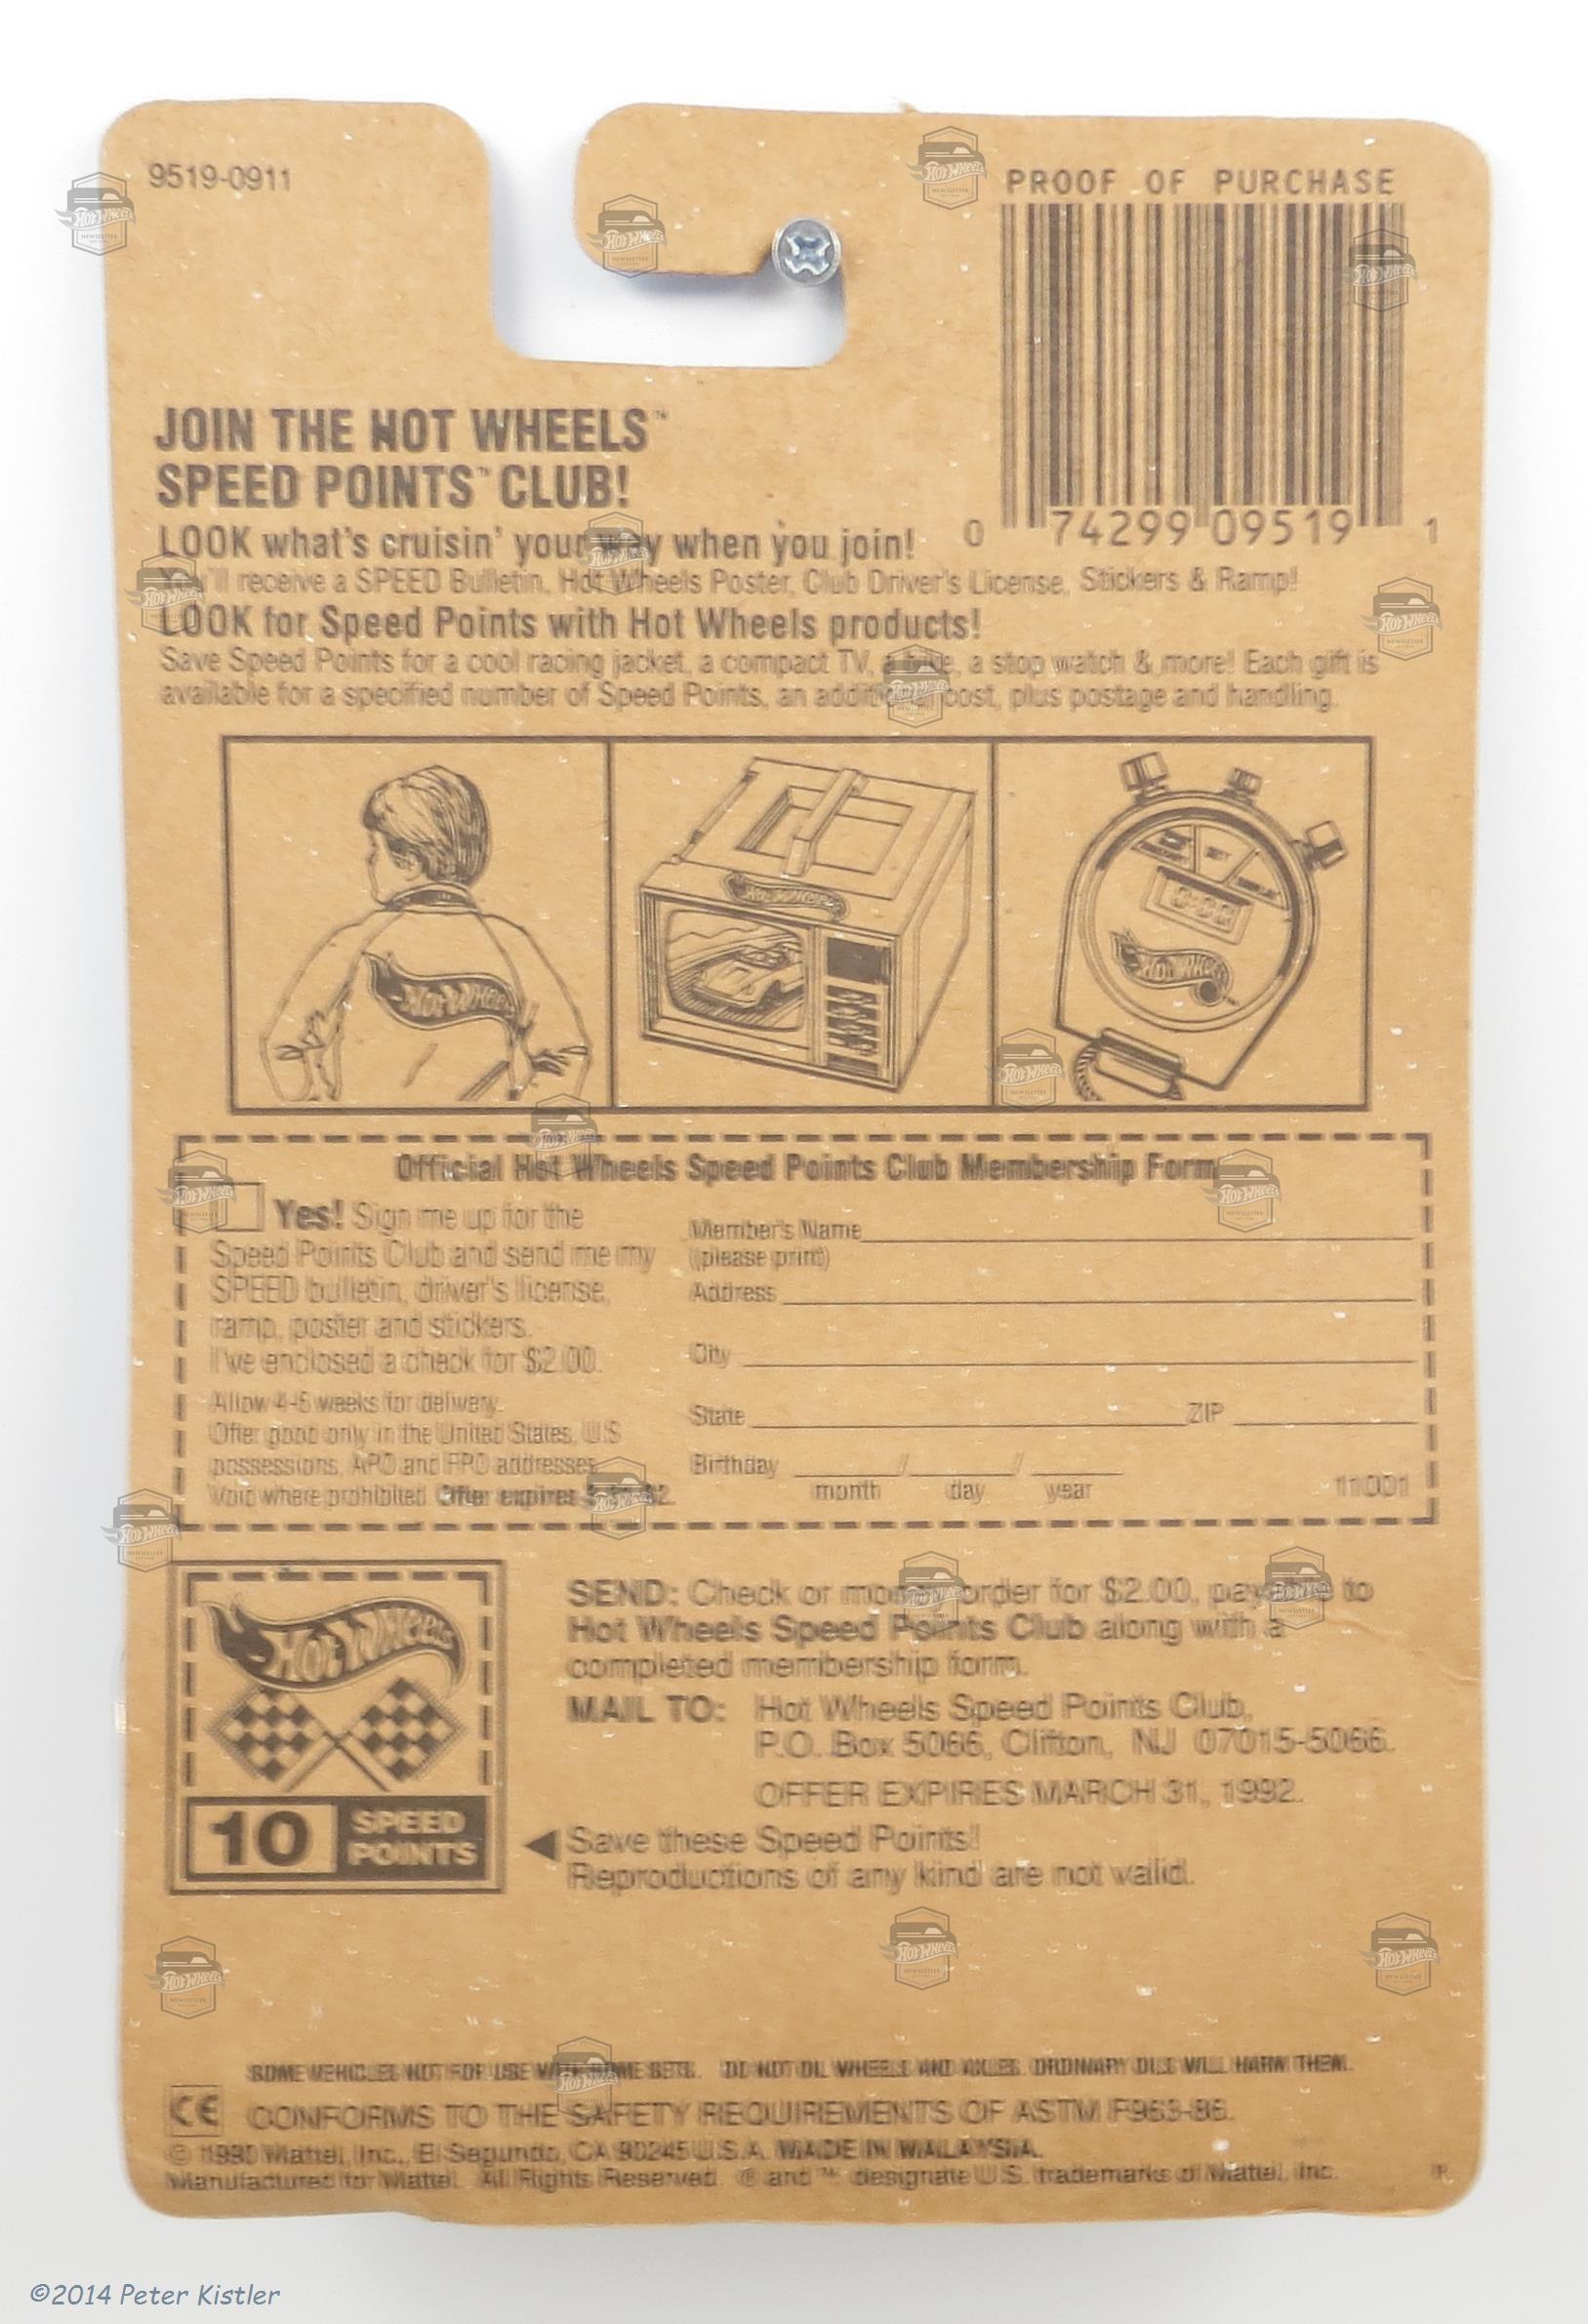 9519-0911
PROOF OF PURCHASE
0 74299 09519 1
JOIN THE HOT WHEELS™
SPEED POINTS™ CLUB!
LOOK what's cruisin' your way when you join!
You'll receive a SPEED Bulletin, Hot Wheels Poster, Club Driver's License, Stickers & Ramp!
LOOK for Speed Points with Hot Wheels products!
Save Speed Points for a cool racing jacket, a compact TV, a bike, a stop watch & more! Each gift is
available for a specified number of Speed Points, an additional cost, plus postage and handling.
HOT WHEELS
HOT WHEELS
HOT WHEELS
Official Hot Wheels Speed Points Club Membership Form
Yes! Sign me up for the
Speed Points Club and send me my
SPEED bulletin, driver's license,
ramp, poster and stickers.
I've enclosed a check for $2.00.
Allow 4-6 weeks for delivery.
Offer good only in the United States, U.S.
possessions, APO and FPO addresses.
Void where prohibited. Offer expires
Member's Name
(please print)
Address
City
State ZIP
Birthday / /
month day year
11001
HOT WHEELS
10 SPEED
POINTS
SEND: Check or money order for $2.00, payable to
Hot Wheels Speed Points Club along with a
completed membership form.
MAIL TO: Hot Wheels Speed Points Club,
P.O. Box 5066, Clifton, NJ 07015-5066.
OFFER EXPIRES MARCH 31, 1992.
Save these Speed Points!
Reproductions of any kind are not valid.
SOME VEHICLES NOT FOR USE WITH SOME SETS. DO NOT OIL WHEELS AND AXLES. ORDINARY OILS WILL HARM THEM.
CE CONFORMS TO THE SAFETY REQUIREMENTS OF ASTM F963-86.
© 1990 Mattel, Inc., El Segundo, CA 90245 U.S.A. MADE IN MALAYSIA.
Manufactured for Mattel. All Rights Reserved. ® and ™ designate U.S. trademarks of Mattel, Inc.
©2014 Peter Kistler